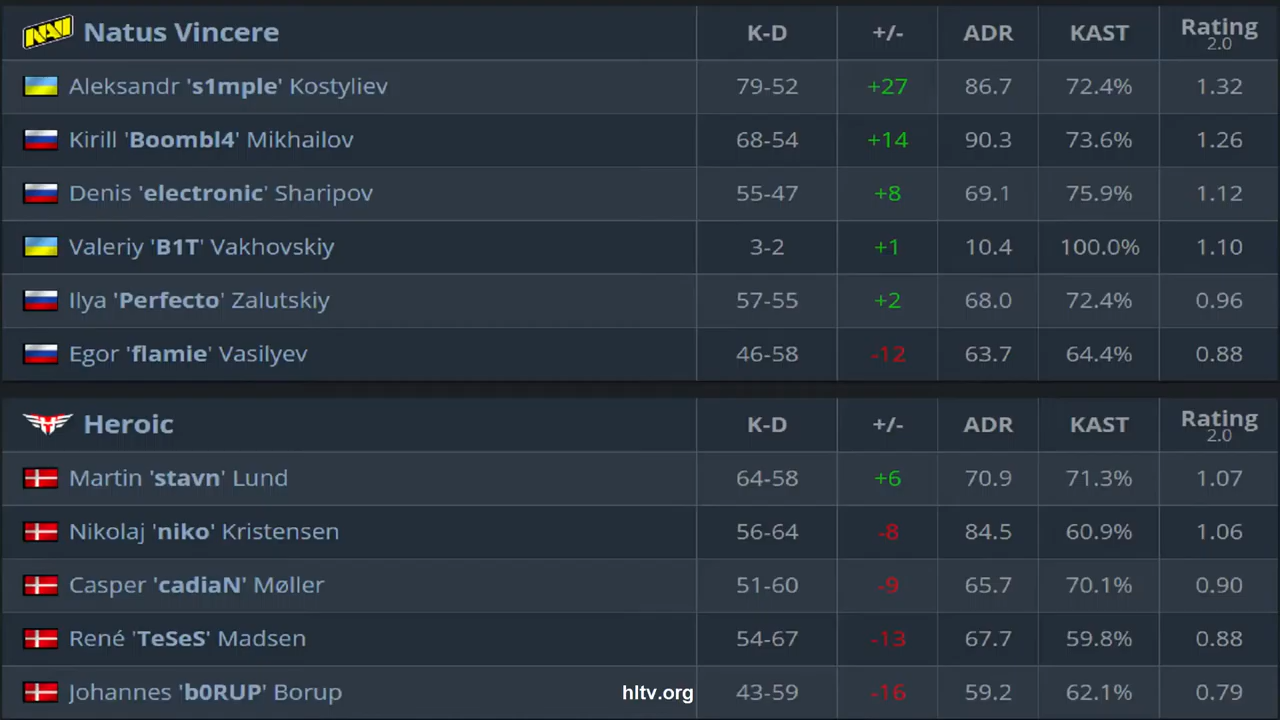 NAVI Natus Vincere K-D +/- ADR KAST Rating 2.0
Aleksandr 's1mple' Kostyliev 79-52 +27 86.7 72.4% 1.32
Kirill 'Boombl4' Mikhailov 68-54 +14 90.3 73.6% 1.26
Denis 'electronic' Sharipov 55-47 +8 69.1 75.9% 1.12
Valeriy 'B1T' Vakhovskiy 3-2 +1 10.4 100.0% 1.10
Ilya 'Perfecto' Zalutskiy 57-55 +2 68.0 72.4% 0.96
Egor 'flamie' Vasilyev 46-58 -12 63.7 64.4% 0.88
H Heroic K-D +/- ADR KAST Rating 2.0
Martin 'stavn' Lund 64-58 +6 70.9 71.3% 1.07
Nikolaj 'niko' Kristensen 56-64 -8 84.5 60.9% 1.06
Casper 'cadiaN' Møller 51-60 -9 65.7 70.1% 0.90
René 'TeSeS' Madsen 54-67 -13 67.7 59.8% 0.88
Johannes 'b0RUP' Borup hltv.org 43-59 -16 59.2 62.1% 0.79